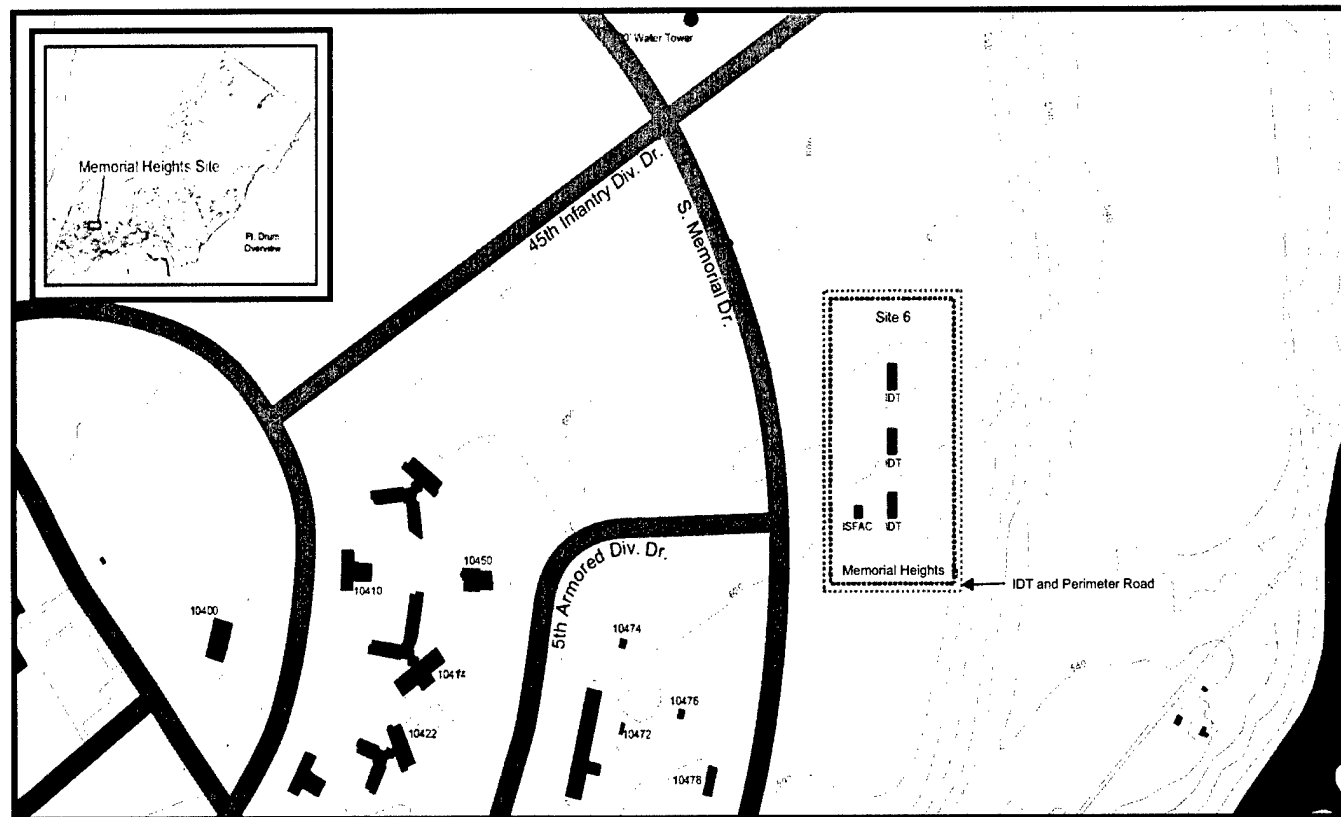 Water Tower
Memorial Heights Site
Ft. Drum
Overview
45th Infantry Div. Dr.
S. Memorial Dr.
Site 6
IDT
IDT
ISFAC
IDT
Memorial Heights
IDT and Perimeter Road
5th Armored Div. Dr.
10450
10410
10400
10474
10414
10476
10472
10422
10478